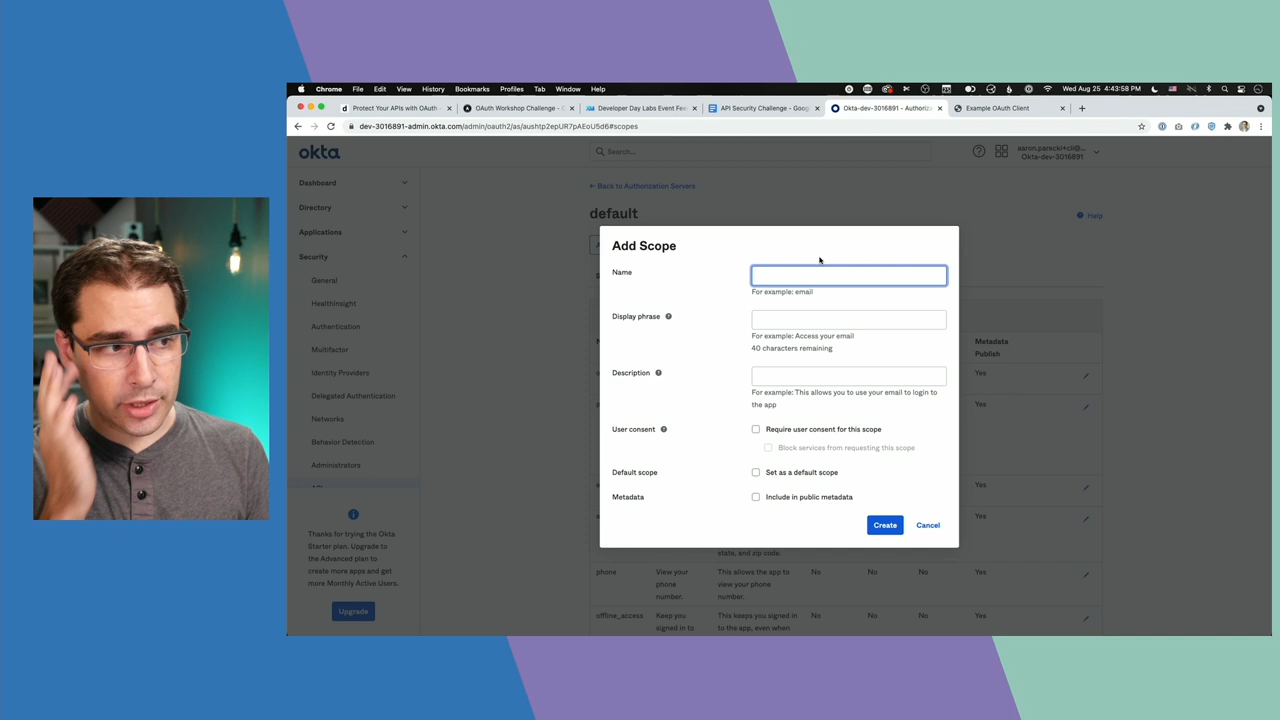 Chrome File Edit View History Bookmarks Profiles Tab Window Help
Wed Aug 25 4:43:58 PM
Protect Your APIs with OAuth
OAuth Workshop Challenge - G
Developer Day Labs Event Fee
API Security Challenge - Goog
Okta-dev-3016891 - Authoriza
Example OAuth Client
dev-3016891-admin.okta.com/admin/oauth2/as/aushtp2epUR7pAEoU5d6#scopes
okta
Search...
aaron.parecki+cli@...
Okta-dev-3016891
Dashboard
Directory
Applications
Security
General
HealthInsight
Authentication
Multifactor
Identity Providers
Delegated Authentication
Networks
Behavior Detection
Administrators
Thanks for trying the Okta
Starter plan. Upgrade to
the Advanced plan to
create more apps and get
more Monthly Active Users.
Upgrade
← Back to Authorization Servers
default
Help
Add Scope
Name
For example: email
Display phrase
For example: Access your email
40 characters remaining
Description
For example: This allows you to use your email to login to
the app
User consent
Require user consent for this scope
Block services from requesting this scope
Default scope
Set as a default scope
Metadata
Include in public metadata
Create
Cancel
Metadata
Publish
Yes
Yes
Yes
Yes
state, and zip code.
phone
View your
phone
number.
This allows the app to
view your phone
number.
No
No
No
Yes
offline_access
Keep you
signed in to
This keeps you signed in
to the app, even when
No
No
No
Yes